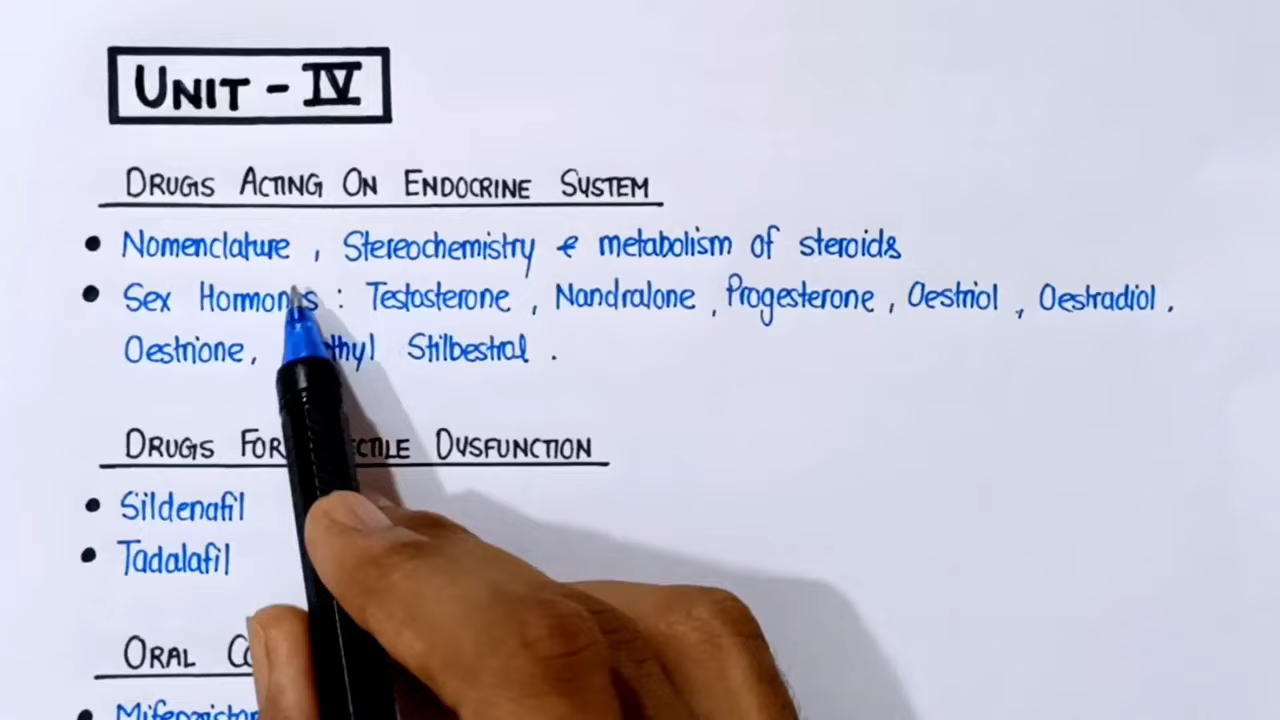 UNIT - IV
DRUGS ACTING ON ENDOCRINE SYSTEM
• Nomenclature , Stereochemistry & metabolism of steroids
• Sex Hormones : Testosterone , Nandralone , Progesterone , Oestriol , Oestradiol .
Oestrione, Stilbestral .
DRUGS FOR DYSFUNCTION
• Sildenafil
• Tadalafil
ORAL